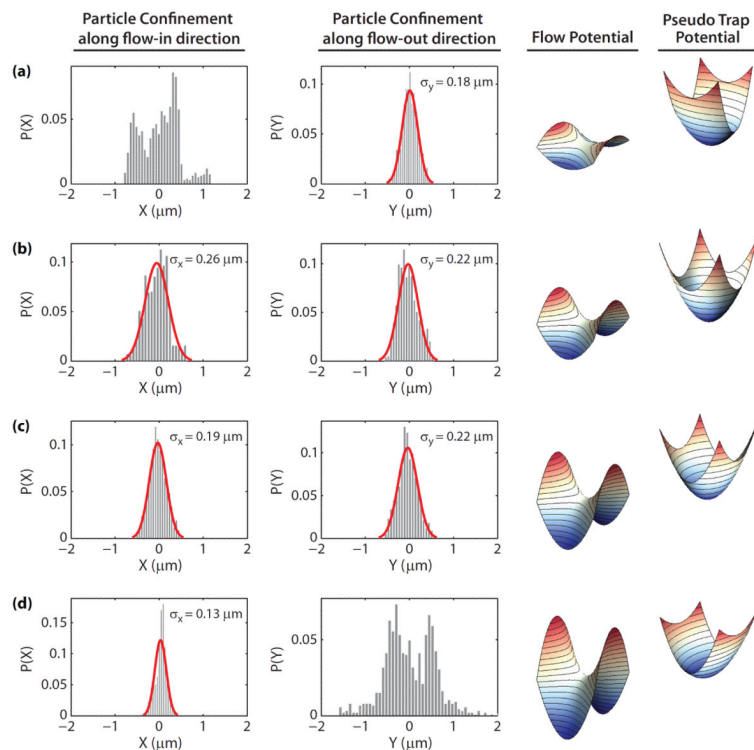 Particle Confinement
along flow-in direction
Particle Confinement
along flow-out direction
Flow Potential
Pseudo Trap
Potential
(a)
P(X)
0.05
0
−2 −1 0 1 2
X (μm)
P(Y)
0.1
0.05
0
σy = 0.18 μm
−2 −1 0 1 2
Y (μm)
(b)
P(X)
0.1
0.05
0
σx = 0.26 μm
−2 −1 0 1 2
X (μm)
P(Y)
0.1
0.05
0
σy = 0.22 μm
−2 −1 0 1 2
Y (μm)
(c)
P(X)
0.1
0.05
0
σx = 0.19 μm
−2 −1 0 1 2
X (μm)
P(Y)
0.1
0.05
0
σy = 0.22 μm
−2 −1 0 1 2
Y (μm)
(d)
P(X)
0.15
0.1
0.05
0
σx = 0.13 μm
−2 −1 0 1 2
X (μm)
P(Y)
0.05
0
−2 −1 0 1 2
Y (μm)